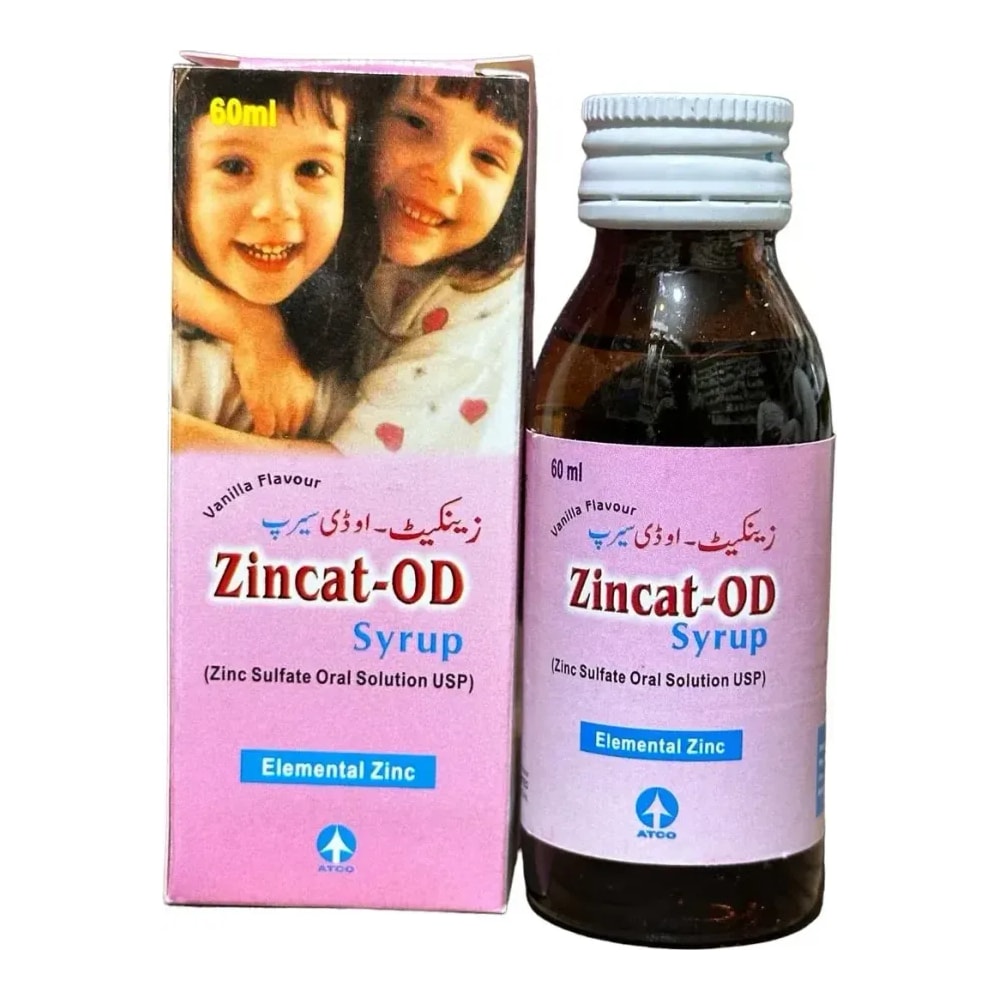 60ml
Vanilla Flavour
زینکیٹ۔اوڈی سیرپ
Zincat-OD
Syrup
(Zinc Sulfate Oral Solution USP)
Elemental Zinc
ATCO
60 ml
Vanilla Flavour
زینکیٹ۔اوڈی سیرپ
Zincat-OD
Syrup
(Zinc Sulfate Oral Solution USP)
Elemental Zinc
ATCO